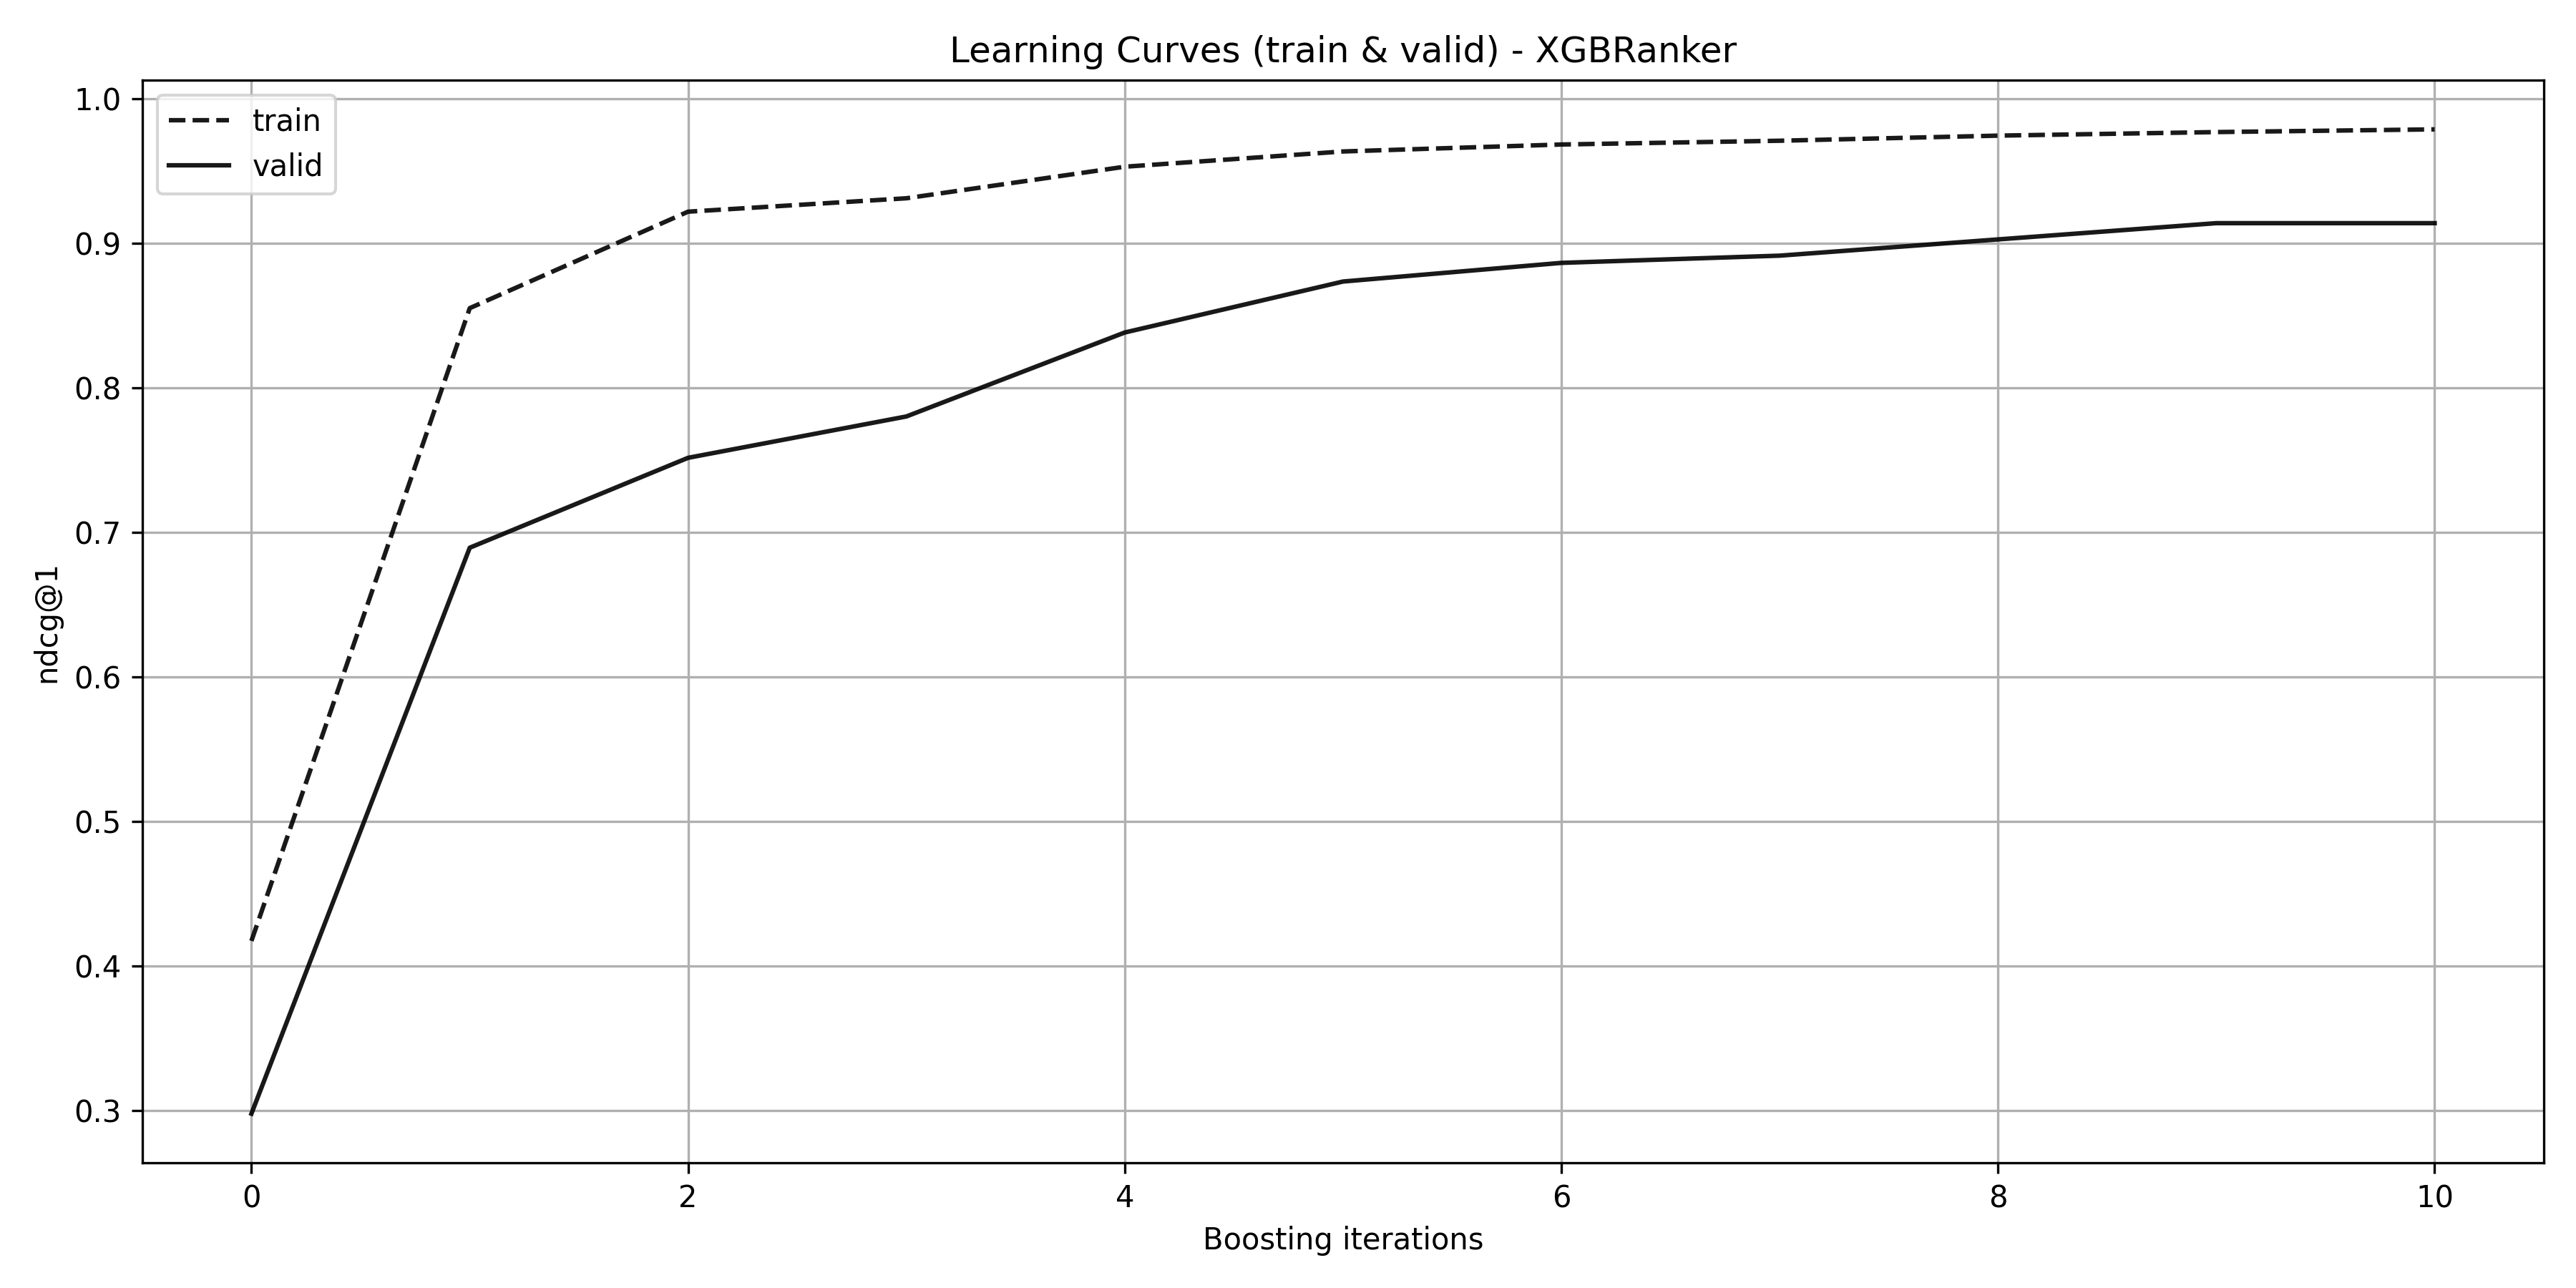 Learning Curves (train & valid) - XGBRanker
train
valid
1.0
0.9
0.8
0.7
0.6
0.5
0.4
0.3
ndcg@1
0 2 4 6 8 10
Boosting iterations